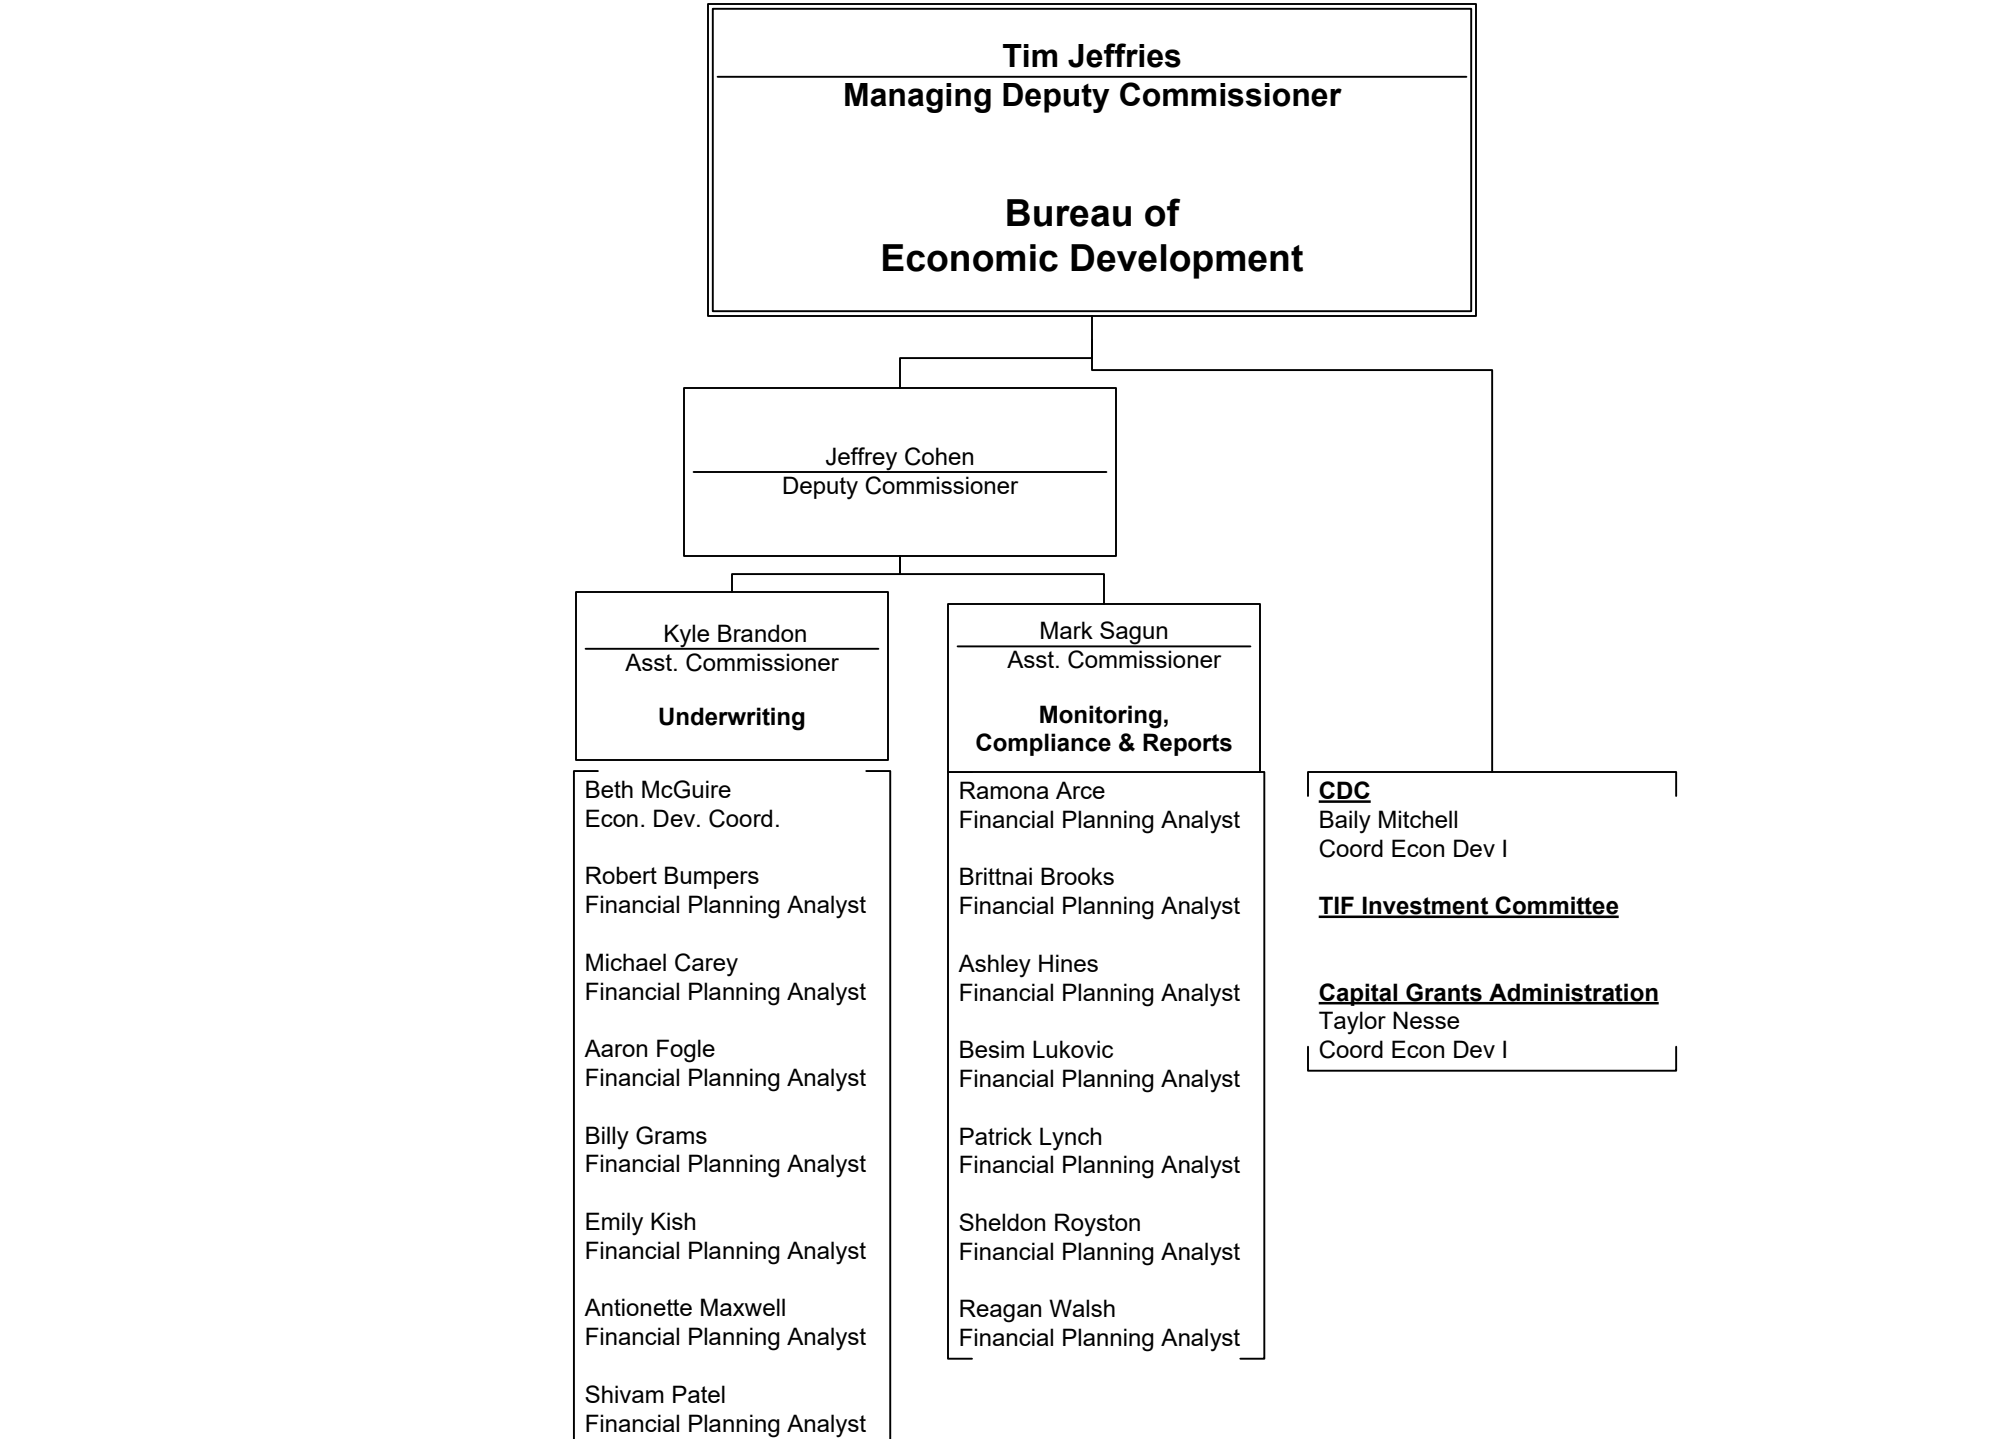 Tim Jeffries
Managing Deputy Commissioner
Bureau of
Economic Development
Jeffrey Cohen
Deputy Commissioner
Kyle Brandon
Asst. Commissioner
Underwriting
Mark Sagun
Asst. Commissioner
Monitoring,
Compliance & Reports
Beth McGuire
Econ. Dev. Coord.
Robert Bumpers
Financial Planning Analyst
Michael Carey
Financial Planning Analyst
Aaron Fogle
Financial Planning Analyst
Billy Grams
Financial Planning Analyst
Emily Kish
Financial Planning Analyst
Antionette Maxwell
Financial Planning Analyst
Shivam Patel
Financial Planning Analyst
Ramona Arce
Financial Planning Analyst
Brittnai Brooks
Financial Planning Analyst
Ashley Hines
Financial Planning Analyst
Besim Lukovic
Financial Planning Analyst
Patrick Lynch
Financial Planning Analyst
Sheldon Royston
Financial Planning Analyst
Reagan Walsh
Financial Planning Analyst
CDC
Baily Mitchell
Coord Econ Dev I
TIF Investment Committee
Capital Grants Administration
Taylor Nesse
Coord Econ Dev I